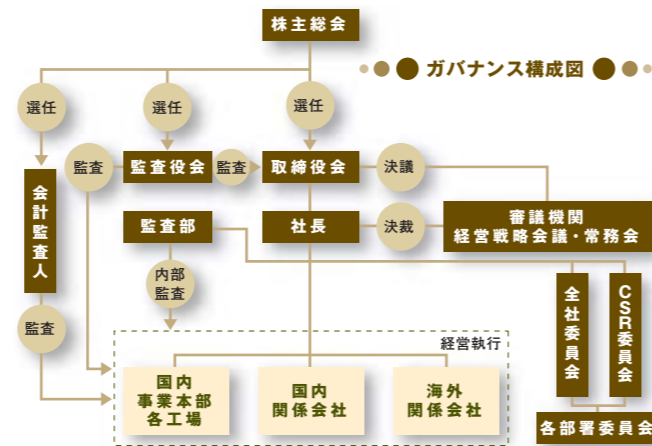 株主総会
ガバナンス構成図
選任
選任
選任
監査
監査役会
監査
取締役会
決議
会計監査人
監査部
社長
決裁
審議機関
経営戦略会議・常務会
内部
監査
監査
全社委員会
CSR委員会
経営執行
国内
事業本部
各工場
国内
関係会社
海外
関係会社
各部署委員会